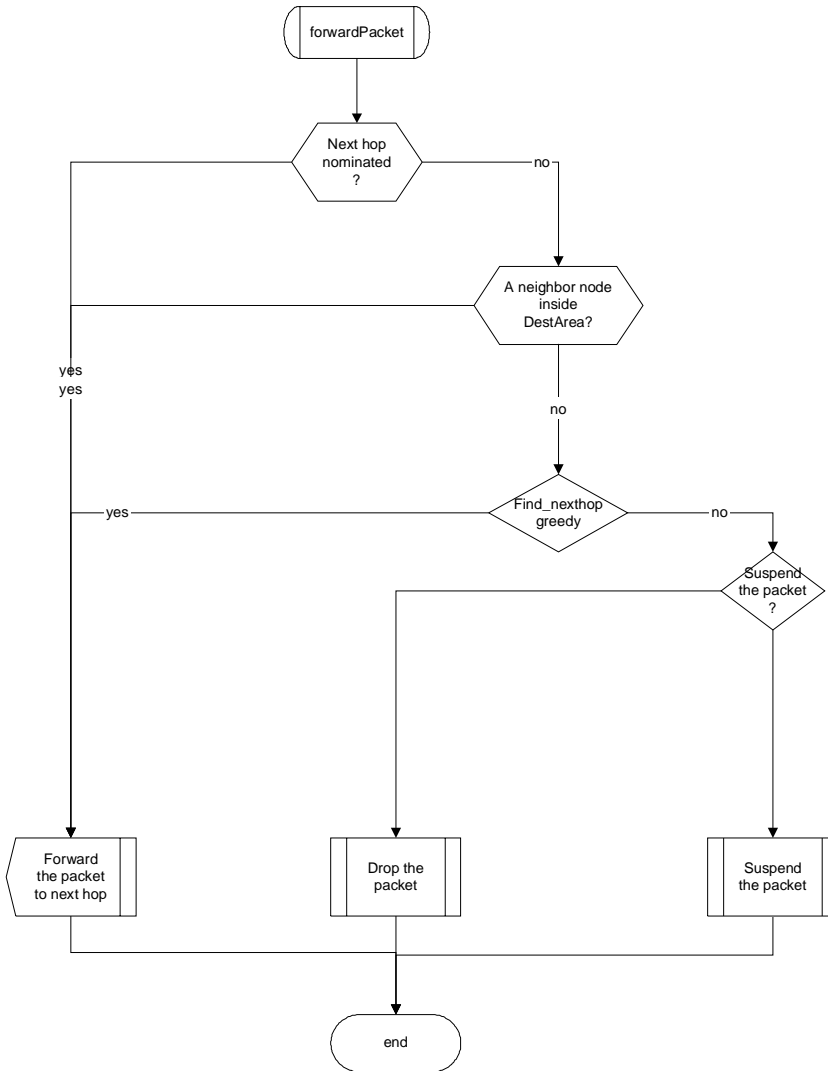 forwardPacket
Next hop
nominated
?
no
A neighbor node
inside
DestArea?
yes
yes
no
Find_nexthop
greedy
yes
no
Suspend
the packet
?
Forward
the packet
to next hop
Drop the
packet
Suspend
the packet
end